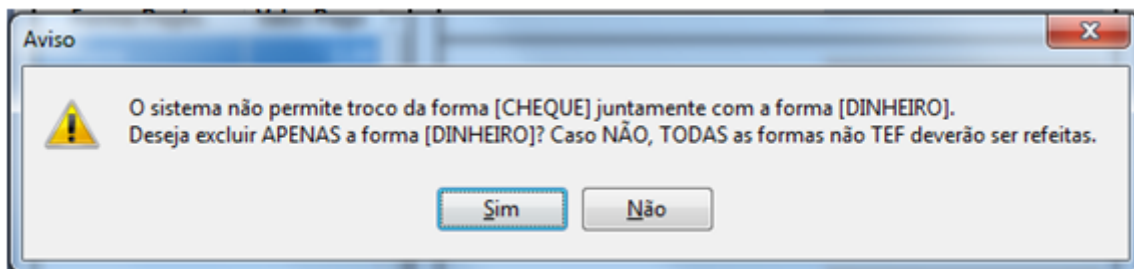 Aviso
O sistema não permite troco da forma [CHEQUE] juntamente com a forma [DINHEIRO].
Deseja excluir APENAS a forma [DINHEIRO]? Caso NÃO, TODAS as formas não TEF deverão ser refeitas.
Sim
Não